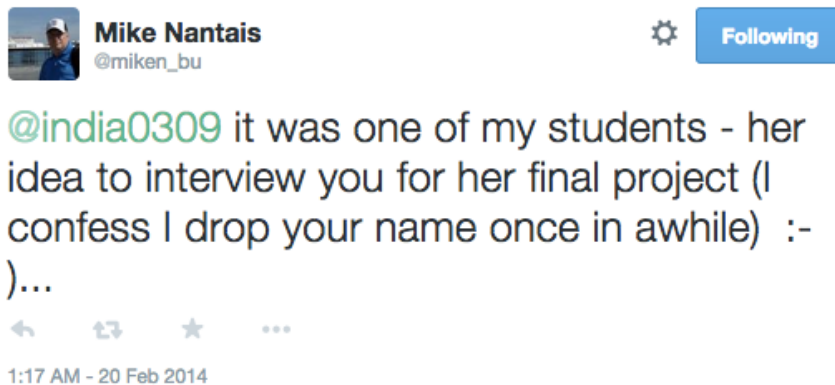 Mike Nantais
@miken_bu
Following
@india0309 it was one of my students - her
idea to interview you for her final project (I
confess I drop your name once in awhile)  :-
)...
1:17 AM - 20 Feb 2014